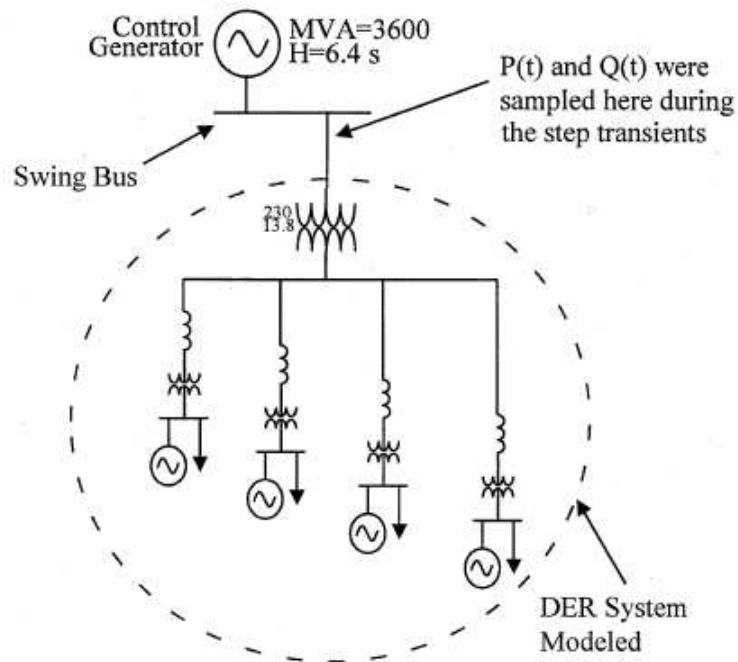 Control
Generator
MVA=3600
H=6.4 s
P(t) and Q(t) were
sampled here during
the step transients
Swing Bus
230
13.8
DER System
Modeled